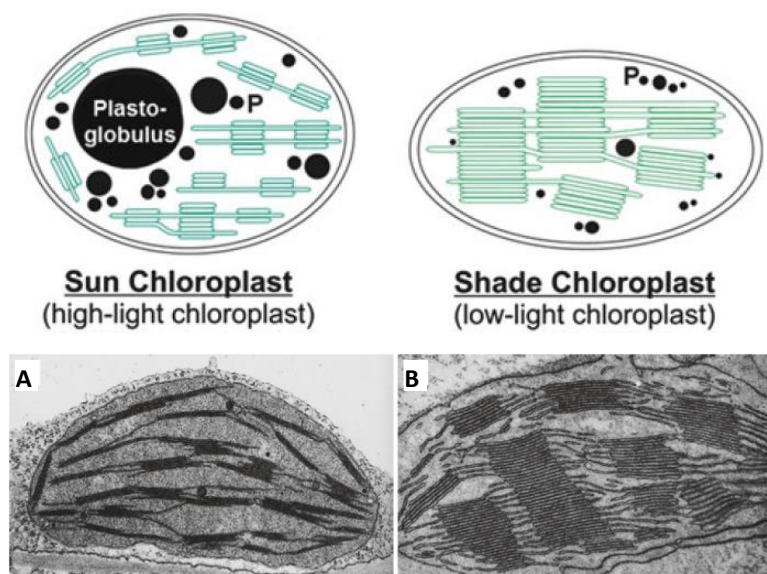 Plasto-
globulus
P
P
Sun Chloroplast
(high-light chloroplast)
Shade Chloroplast
(low-light chloroplast)
A
B